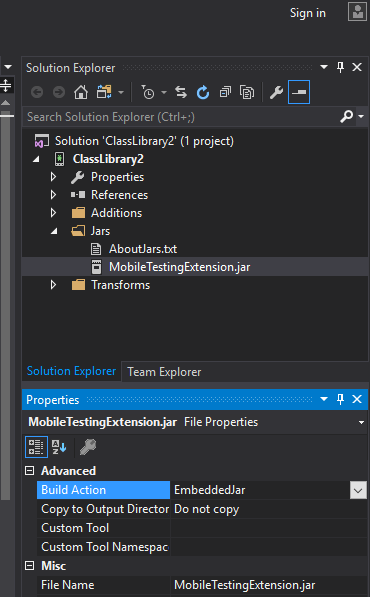 Sign in
Solution Explorer
Search Solution Explorer (Ctrl+;)
Solution 'ClassLibrary2' (1 project)
ClassLibrary2
Properties
References
Additions
Jars
AboutJars.txt
MobileTestingExtension.jar
Transforms
Solution Explorer Team Explorer
Properties
MobileTestingExtension.jar File Properties
Advanced
Build Action EmbeddedJar
Copy to Output Director Do not copy
Custom Tool
Custom Tool Namespac
Misc
File Name MobileTestingExtension.jar